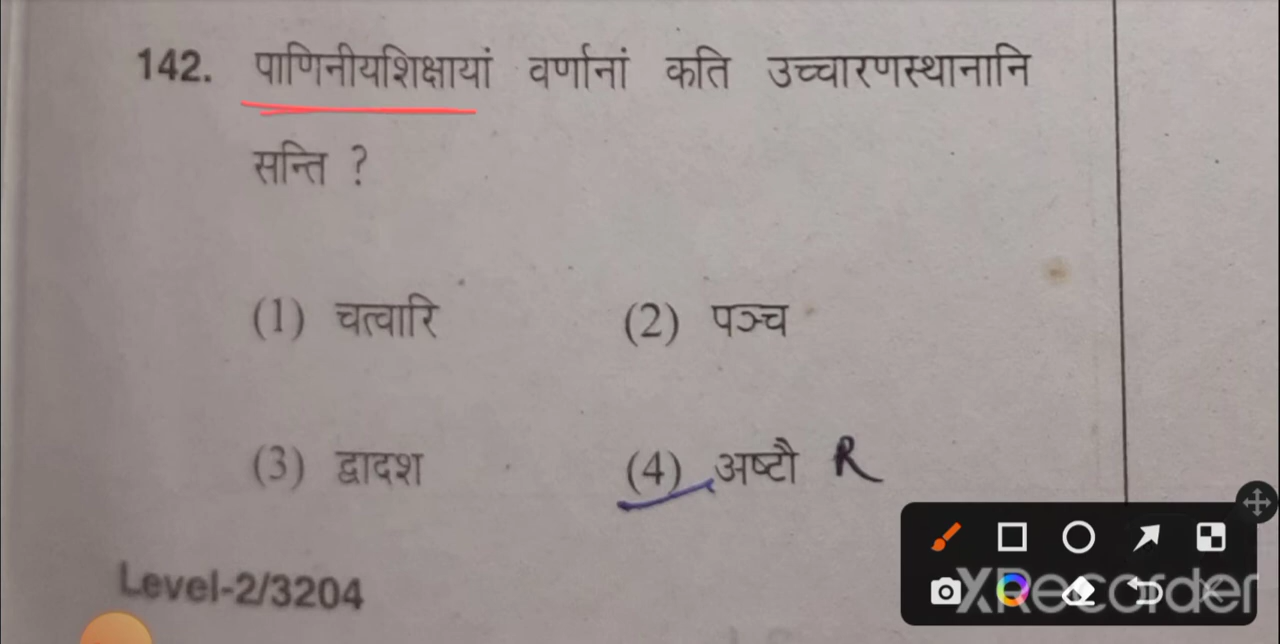 142. पाणिनीयशिक्षायां वर्णानां कति उच्चारणस्थानानि
सन्ति ?
(1) चत्वारि (2) पञ्च
(3) द्वादश (4) अष्टौ R
Level-2/3204
XRecorder